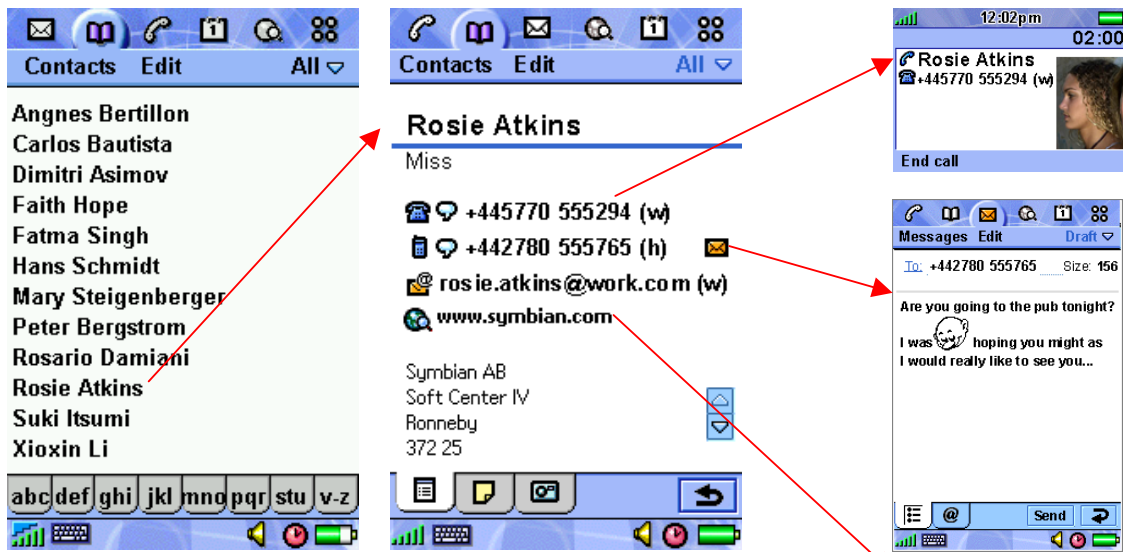 Contacts Edit All
Angnes Bertillon
Carlos Bautista
Dimitri Asimov
Faith Hope
Fatma Singh
Hans Schmidt
Mary Steigenberger
Peter Bergstrom
Rosario Damiani
Rosie Atkins
Suki Itsumi
Xioxin Li
abc def ghi jkl mno pqr stu v-z
1
Contacts Edit All
Rosie Atkins
Miss
+445770 555294 (w)
+442780 555765 (h)
rosie.atkins@work.com (w)
www.symbian.com
Symbian AB
Soft Center IV
Ronneby
372 25
1
12:02pm
02:00
Rosie Atkins
+445770 555294 (w)
End call
1
Messages Edit Draft
To: +442780 555765 Size: 156
Are you going to the pub tonight?
I was hoping you might as
I would really like to see you...
@ Send